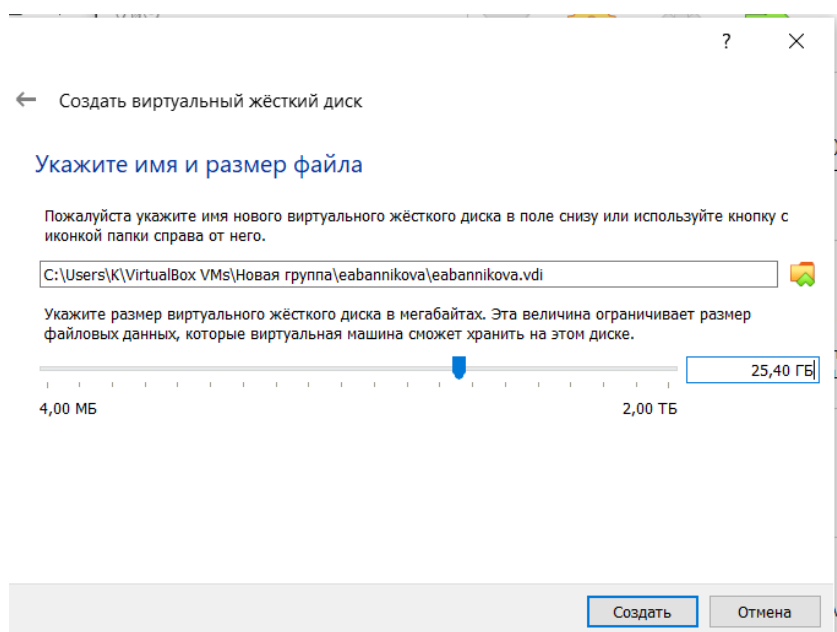 ?
Создать виртуальный жёсткий диск
Укажите имя и размер файла
Пожалуйста укажите имя нового виртуального жёсткого диска в поле снизу или используйте кнопку с
иконкой папки справа от него.
C:\Users\K\VirtualBox VMs\Новая группа\eabannikova\eabannikova.vdi
Укажите размер виртуального жёсткого диска в мегабайтах. Эта величина ограничивает размер
файловых данных, которые виртуальная машина сможет хранить на этом диске.
25,40 ГБ
4,00 МБ 2,00 ТБ
Создать Отмена